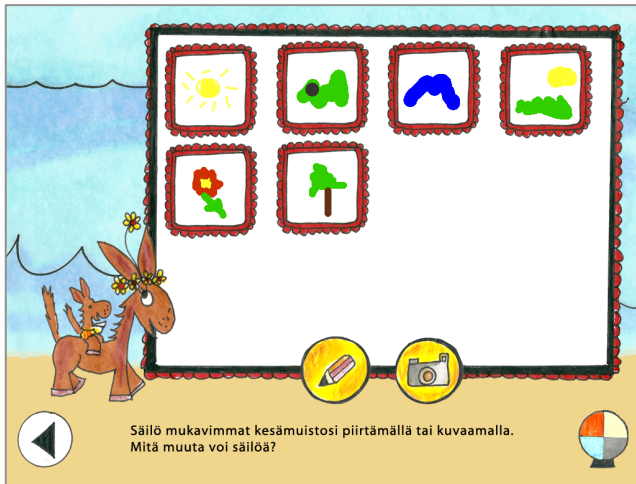 Säilö mukavimmat kesämuistosi piirtämällä tai kuvaamalla.
Mitä muuta voi säilöä?